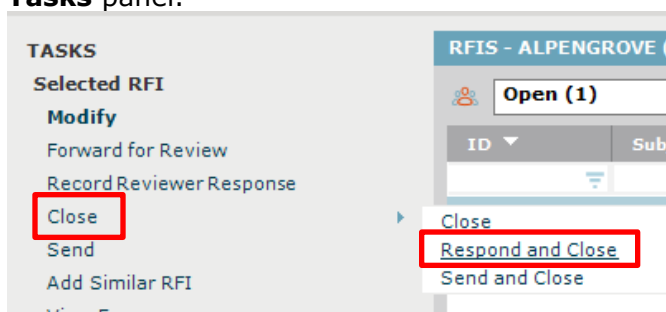 Tasks panel.
TASKS
Selected RFI
Modify
Forward for Review
Record Reviewer Response
Close
Send
Add Similar RFI
RFIS - ALPENGROVE (
Open (1)
ID
Sub
Close
Respond and Close
Send and Close